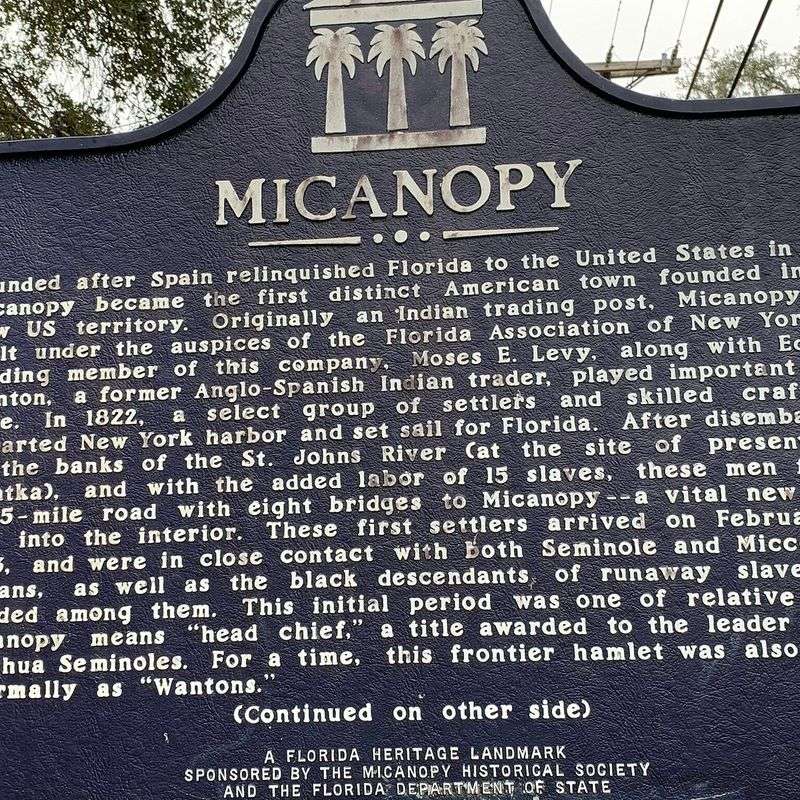 MICANOPY
unded after Spain relinquished Florida to the United States in
canopy became the first distinct American town founded in
w US territory. Originally an Indian trading post, Micanopy
lt under the auspices of the Florida Association of New Yor
ding member of this company, Moses E. Levy, along with Ed
nton, a former Anglo-Spanish Indian trader, played important
e. In 1822, a select group of settlers and skilled craf
arted New York harbor and set sail for Florida. After disemba
the banks of the St. Johns River (at the site of presen
atka), and with the added labor of 15 slaves, these men
5-mile road with eight bridges to Micanopy--a vital new
into the interior. These first settlers arrived on Februa
, and were in close contact with both Seminole and Micc
ans, as well as the black descendants of runaway slave
ded among them. This initial period was one of relative
anopy means "head chief," a title awarded to the leader
hua Seminoles. For a time, this frontier hamlet was also
rmally as "Wantons."
(Continued on other side)
A FLORIDA HERITAGE LANDMARK
SPONSORED BY THE MICANOPY HISTORICAL SOCIETY
AND THE FLORIDA DEPARTMENT OF STATE